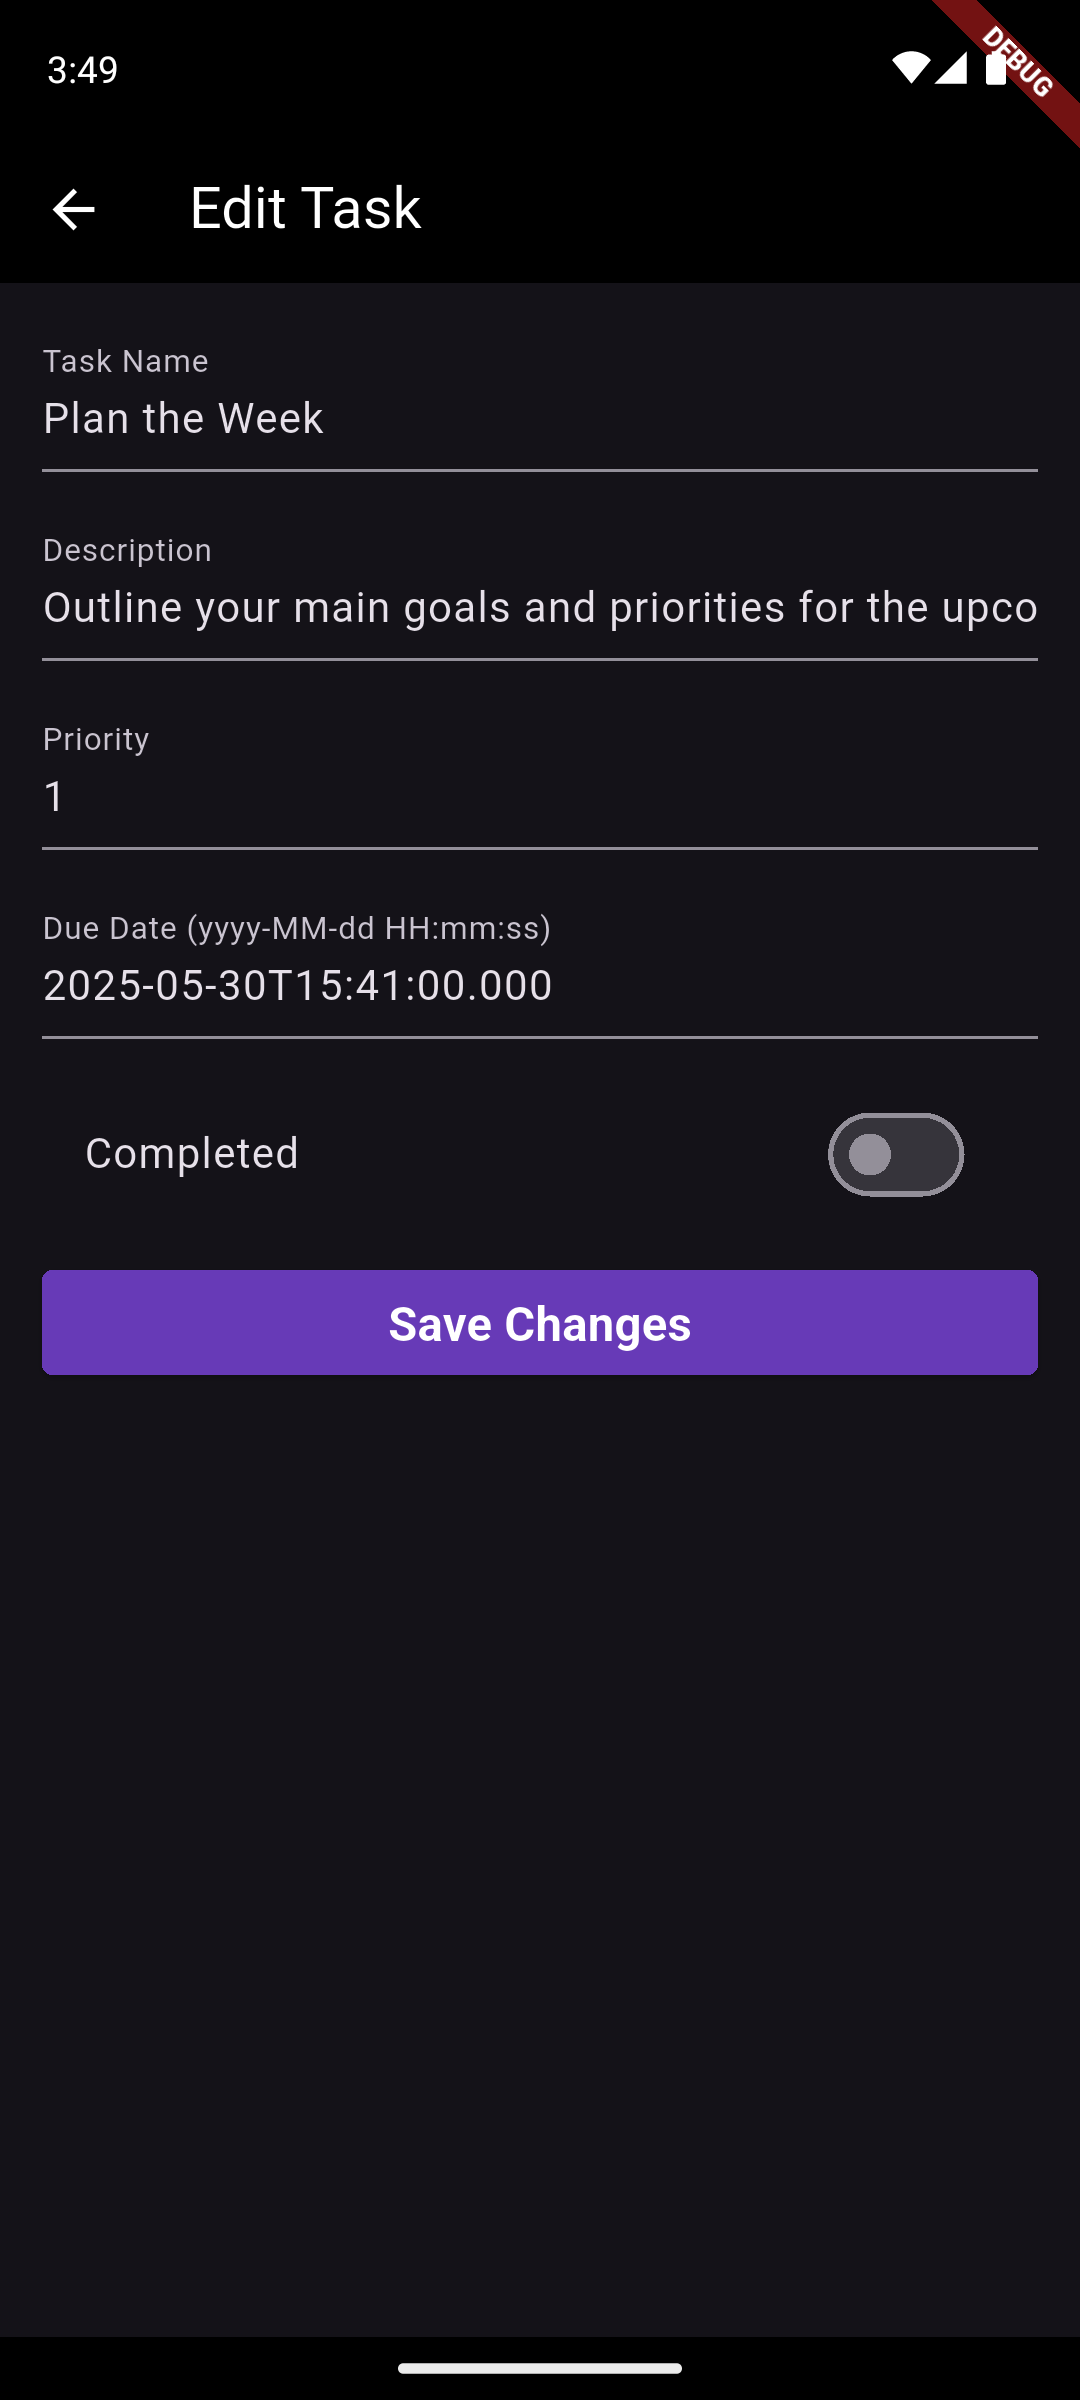 3:49
DEBUG
Edit Task
Task Name
Plan the Week
Description
Outline your main goals and priorities for the upco
Priority
1
Due Date (yyyy-MM-dd HH:mm:ss)
2025-05-30T15:41:00.000
Completed
Save Changes